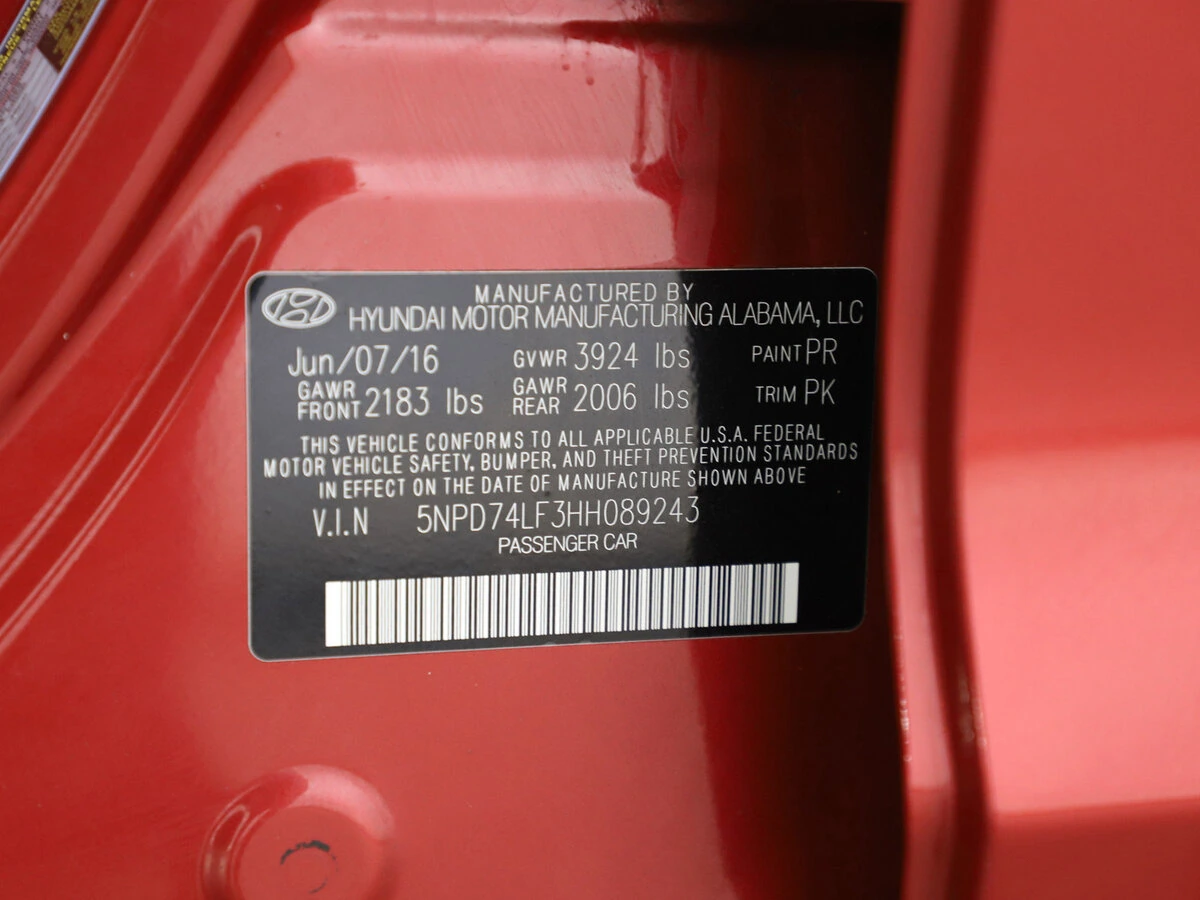 MANUFACTURED BY
HYUNDAI MOTOR MANUFACTURING ALABAMA, LLC
Jun/07/16 GVWR 3924 lbs PAINT PR
GAWR FRONT 2183 lbs GAWR REAR 2006 lbs TRIM PK
THIS VEHICLE CONFORMS TO ALL APPLICABLE U.S.A. FEDERAL
MOTOR VEHICLE SAFETY, BUMPER, AND THEFT PREVENTION STANDARDS
IN EFFECT ON THE DATE OF MANUFACTURE SHOWN ABOVE
V.I.N 5NPD74LF3HH089243
PASSENGER CAR